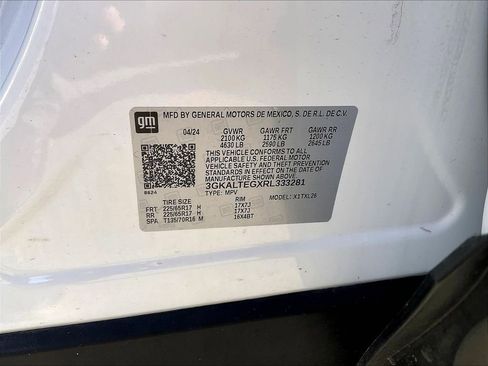 gm MFD BY GENERAL MOTORS DE MEXICO, S. DE R.L. DE C.V.
04/24 GVWR GAWR FRT GAWR RR
2100 KG 1175 KG 1200 KG
4630 LB 2590 LB 2645 LB
THIS VEHICLE CONFORMS TO ALL APPLICABLE
U.S. FEDERAL MOTOR
VEHICLE SAFETY AND THEFT PREVENTION
STANDARDS IN EFFECT ON THE DATE
OF MANUFACTURE SHOWN ABOVE.
3GKALTEGXRL333281
TYPE: MPV MODEL: X1TXL26
TIRE SIZE RIM
FRT 225/65R17 H 17X7J
RR 225/65R17 H 17X7J
SPA T135/70R16 M 16X4BT